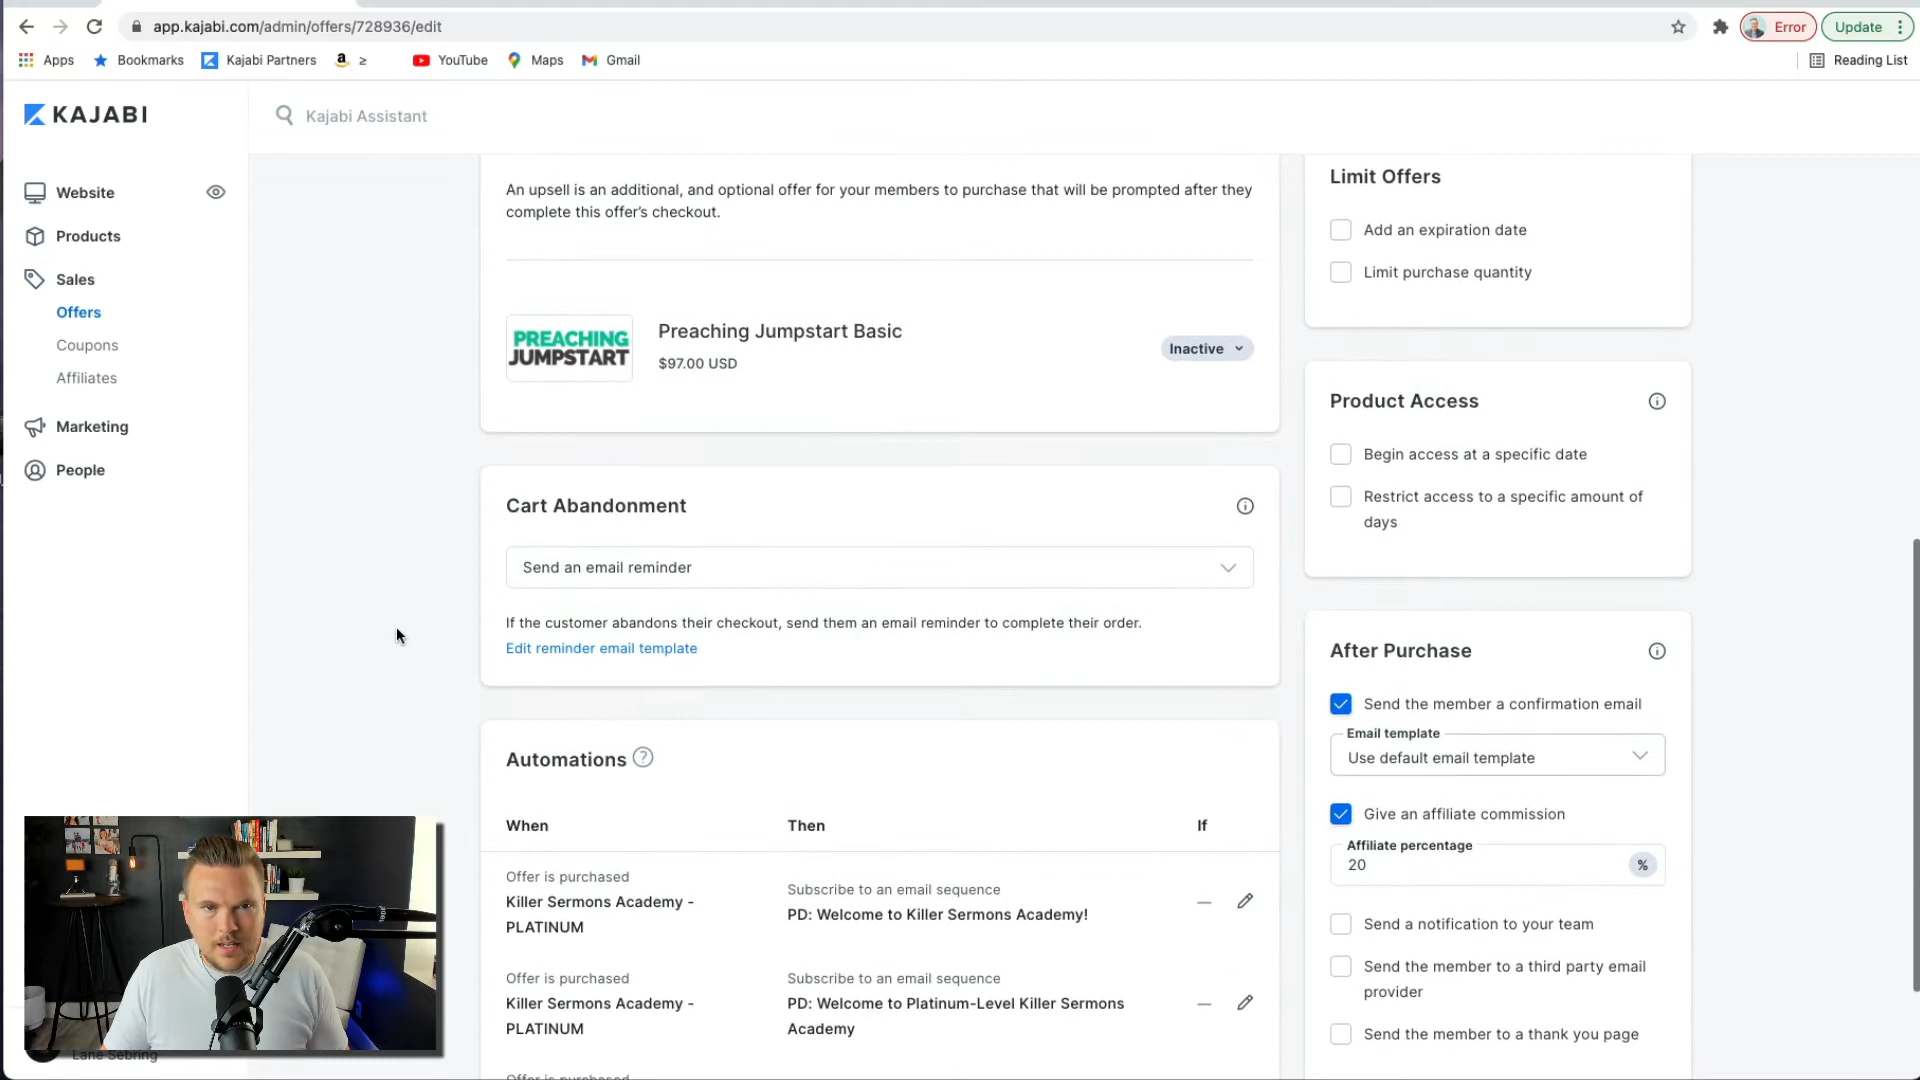 app.kajabi.com/admin/offers/728936/edit
Error
Update
Apps
Bookmarks
Kajabi Partners
≥
YouTube
Maps
Gmail
Reading List
KAJABI
Kajabi Assistant
Website
Products
Sales
Offers
Coupons
Affiliates
Marketing
People
Lane Sebring
An upsell is an additional, and optional offer for your members to purchase that will be prompted after they
complete this offer's checkout.
PREACHING
JUMPSTART
Preaching Jumpstart Basic
$97.00 USD
Inactive
Cart Abandonment
Send an email reminder
If the customer abandons their checkout, send them an email reminder to complete their order.
Edit reminder email template
Automations
When
Then
If
Offer is purchased
Killer Sermons Academy -
PLATINUM
Subscribe to an email sequence
PD: Welcome to Killer Sermons Academy!
Offer is purchased
Killer Sermons Academy -
PLATINUM
Subscribe to an email sequence
PD: Welcome to Platinum-Level Killer Sermons
Academy
Offer is purchased
Limit Offers
Add an expiration date
Limit purchase quantity
Product Access
Begin access at a specific date
Restrict access to a specific amount of
days
After Purchase
Send the member a confirmation email
Email template
Use default email template
Give an affiliate commission
Affiliate percentage
20
%
Send a notification to your team
Send the member to a third party email
provider
Send the member to a thank you page